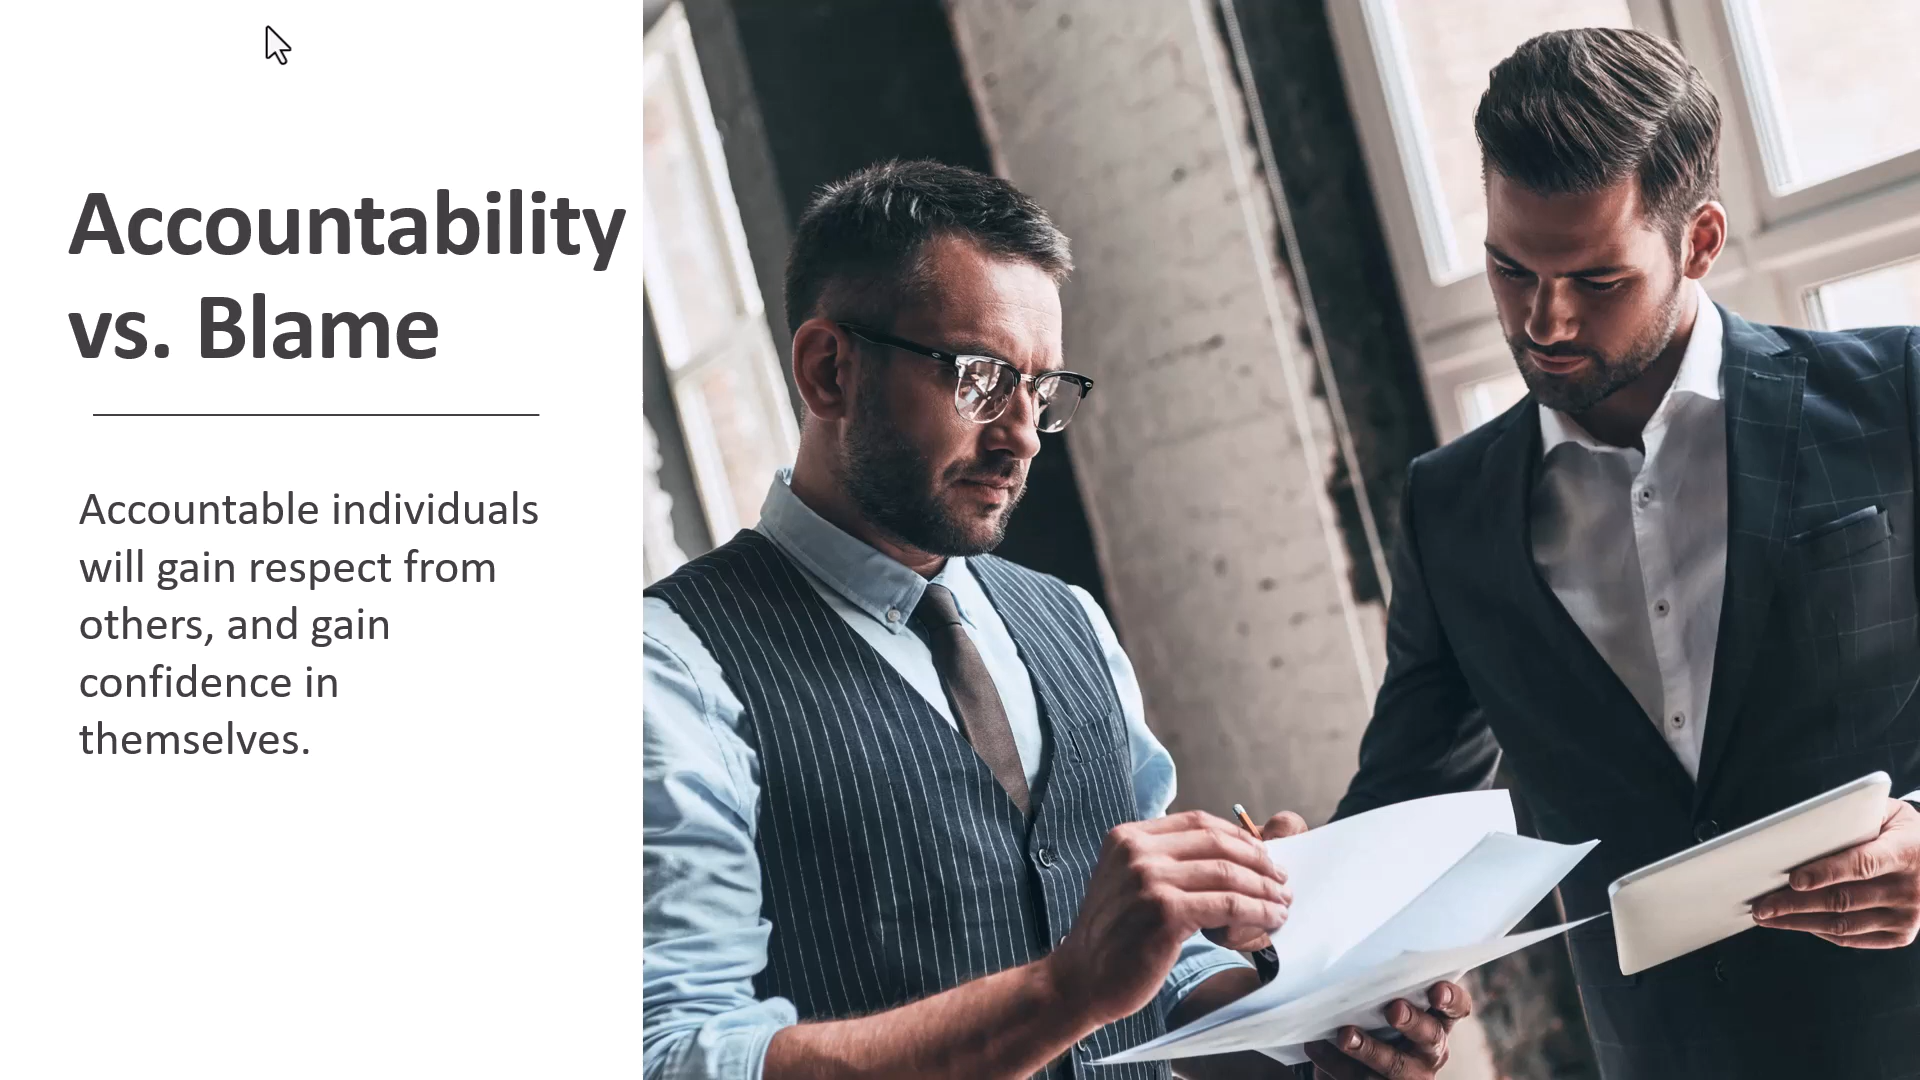 Accountability
vs. Blame
Accountable individuals
will gain respect from
others, and gain
confidence in
themselves.